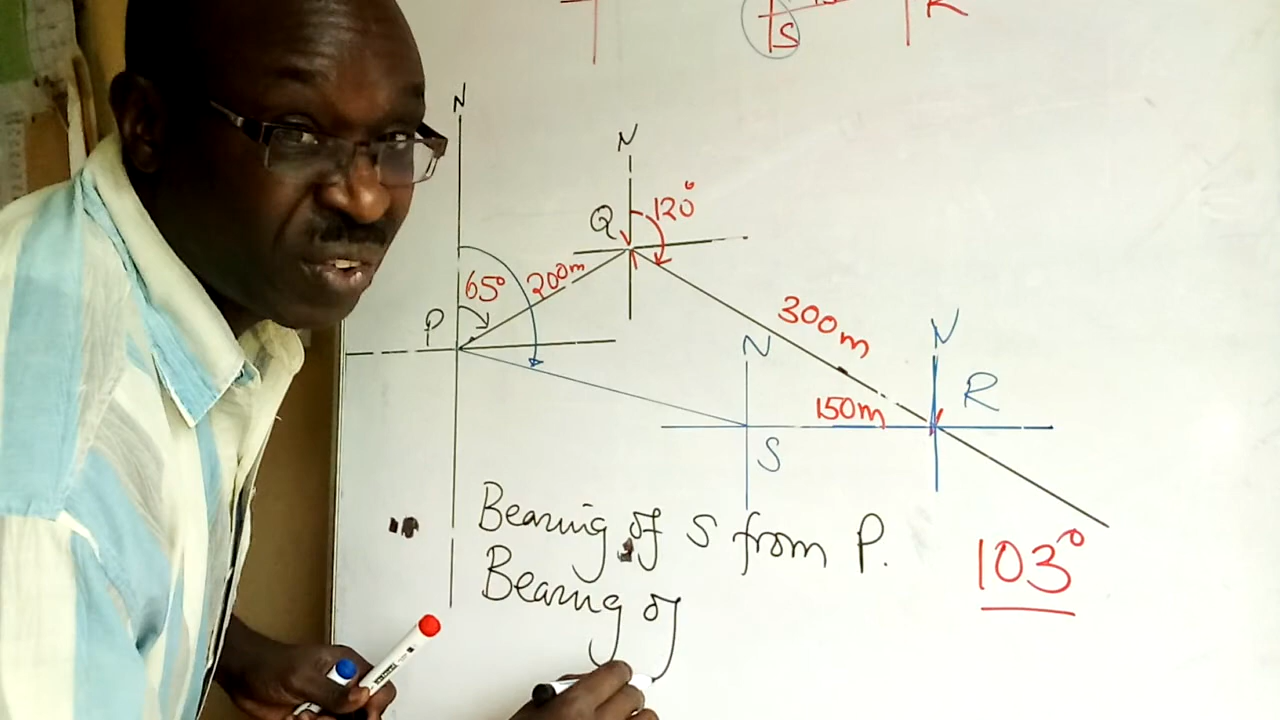 S
R
N
N
Q
120°
65°
200m
P
300m
N
N
R
150m
S
Bearing of S from P.
103°
Bearing of